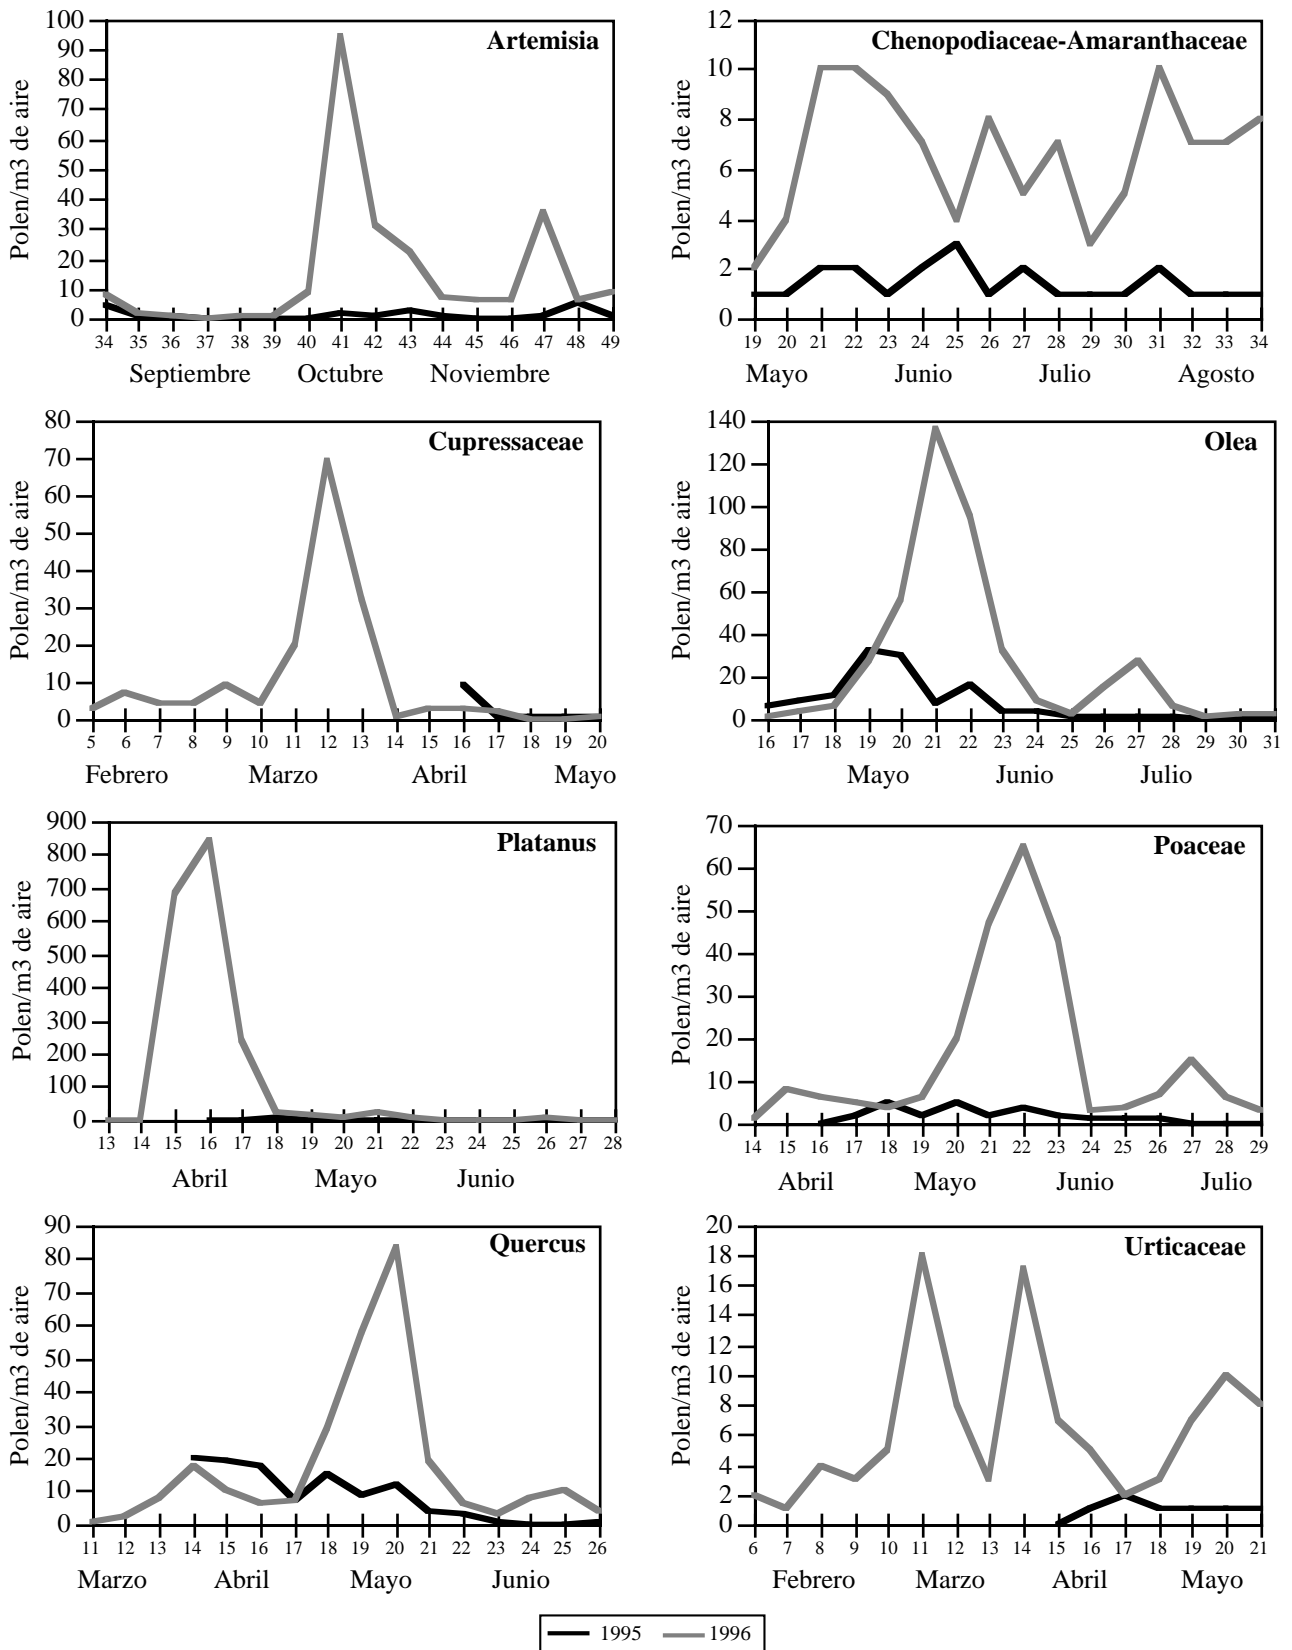 Artemisia
Polen/m3 de aire
100
90
80
70
60
50
40
30
20
10
0
34 35 36 37 38 39 40 41 42 43 44 45 46 47 48 49
Septiembre Octubre Noviembre
Chenopodiaceae-Amaranthaceae
Polen/m3 de aire
12
10
8
6
4
2
0
19 20 21 22 23 24 25 26 27 28 29 30 31 32 33 34
Mayo Junio Julio Agosto
Cupressaceae
Polen/m3 de aire
80
70
60
50
40
30
20
10
0
5 6 7 8 9 10 11 12 13 14 15 16 17 18 19 20
Febrero Marzo Abril Mayo
Olea
Polen/m3 de aire
140
120
100
80
60
40
20
0
16 17 18 19 20 21 22 23 24 25 26 27 28 29 30 31
Mayo Junio Julio
Platanus
Polen/m3 de aire
900
800
700
600
500
400
300
200
100
0
13 14 15 16 17 18 19 20 21 22 23 24 25 26 27 28
Abril Mayo Junio
Poaceae
Polen/m3 de aire
70
60
50
40
30
20
10
0
14 15 16 17 18 19 20 21 22 23 24 25 26 27 28 29
Abril Mayo Junio Julio
Quercus
Polen/m3 de aire
90
80
70
60
50
40
30
20
10
0
11 12 13 14 15 16 17 18 19 20 21 22 23 24 25 26
Marzo Abril Mayo Junio
Urticaceae
Polen/m3 de aire
20
18
16
14
12
10
8
6
4
2
0
6 7 8 9 10 11 12 13 14 15 16 17 18 19 20 21
Febrero Marzo Abril Mayo
1995 1996